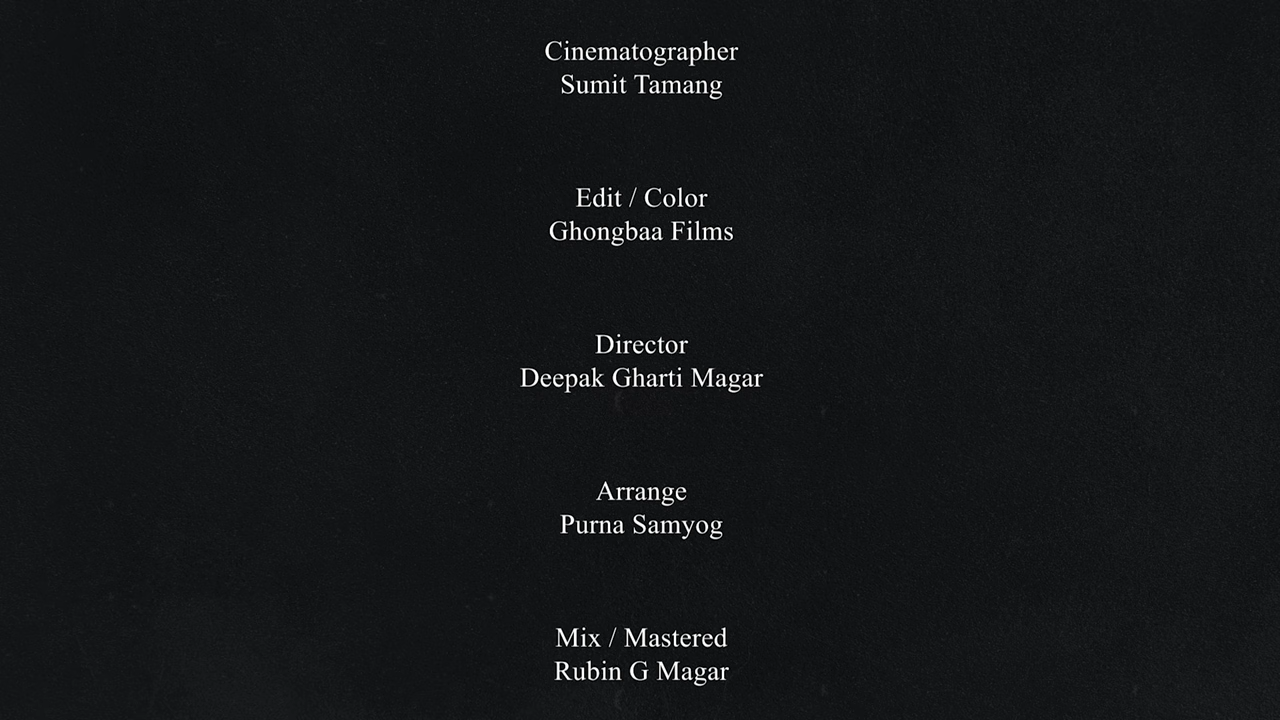 Cinematographer
Sumit Tamang
Edit / Color
Ghongbaa Films
Director
Deepak Gharti Magar
Arrange
Purna Samyog
Mix / Mastered
Rubin G Magar